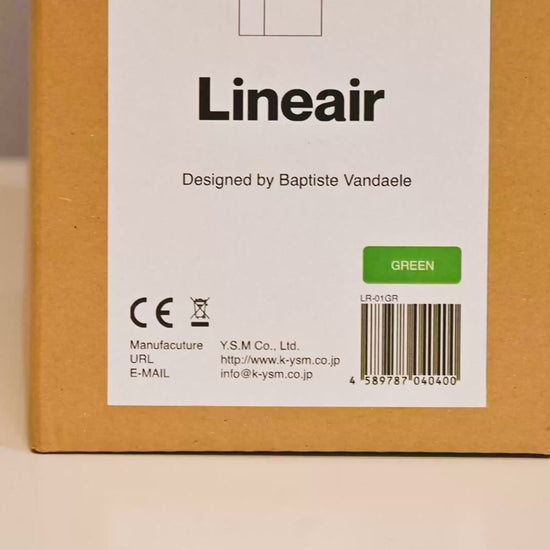 Lineair
Designed by Baptiste Vandaele
GREEN
LR-01GR
CE
Manufacuture Y.S.M Co., Ltd.
URL http://www.k-ysm.co.jp
E-MAIL info@k-ysm.co.jp
4 589787 040400